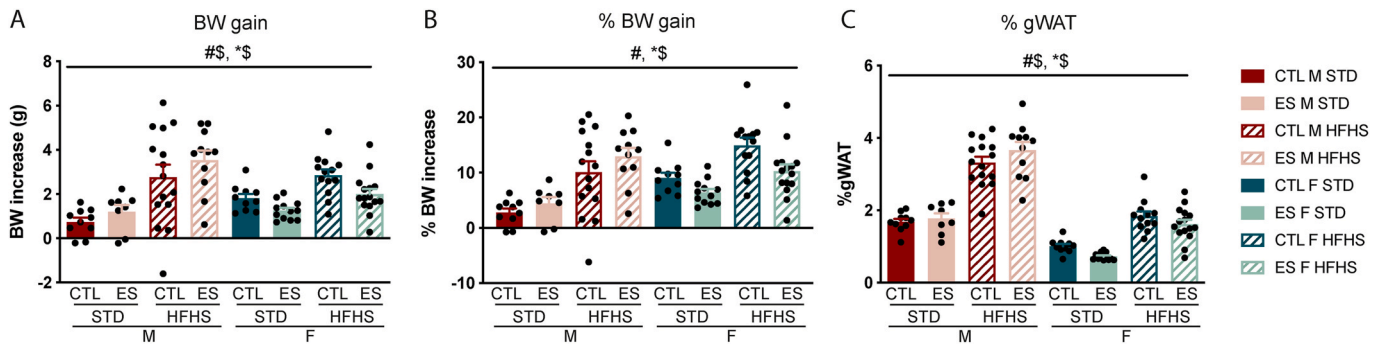 A
BW gain
#$, *$
BW increase (g)
8
6
4
2
0
-2
CTL ES CTL ES CTL ES CTL ES
STD HFHS STD HFHS
M F
B
% BW gain
#, *$
% BW increase
30
20
10
0
-10
CTL ES CTL ES CTL ES CTL ES
STD HFHS STD HFHS
M F
C
% gWAT
#$, *$
%gWAT
6
4
2
0
CTL ES CTL ES CTL ES CTL ES
STD HFHS STD HFHS
M F
CTL M STD
ES M STD
CTL M HFHS
ES M HFHS
CTL F STD
ES F STD
CTL F HFHS
ES F HFHS